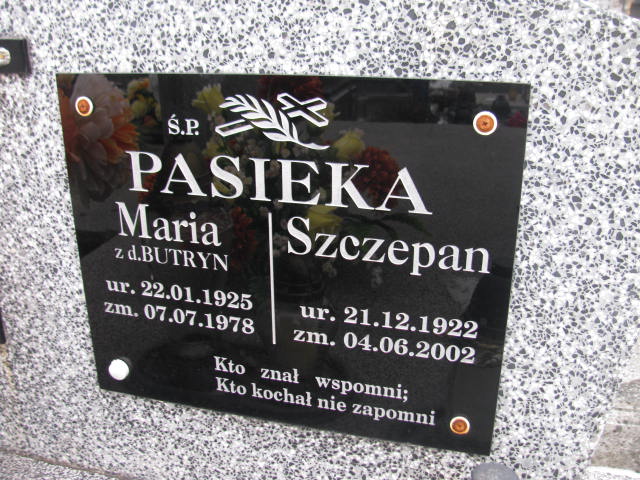 Ś.P.
PASIEKA
Maria
z d.BUTRYN
ur. 22.01.1925
zm. 07.07.1978
Szczepan
ur. 21.12.1922
zm. 04.06.2002
Kto znał wspomni;
Kto kochał nie zapomni